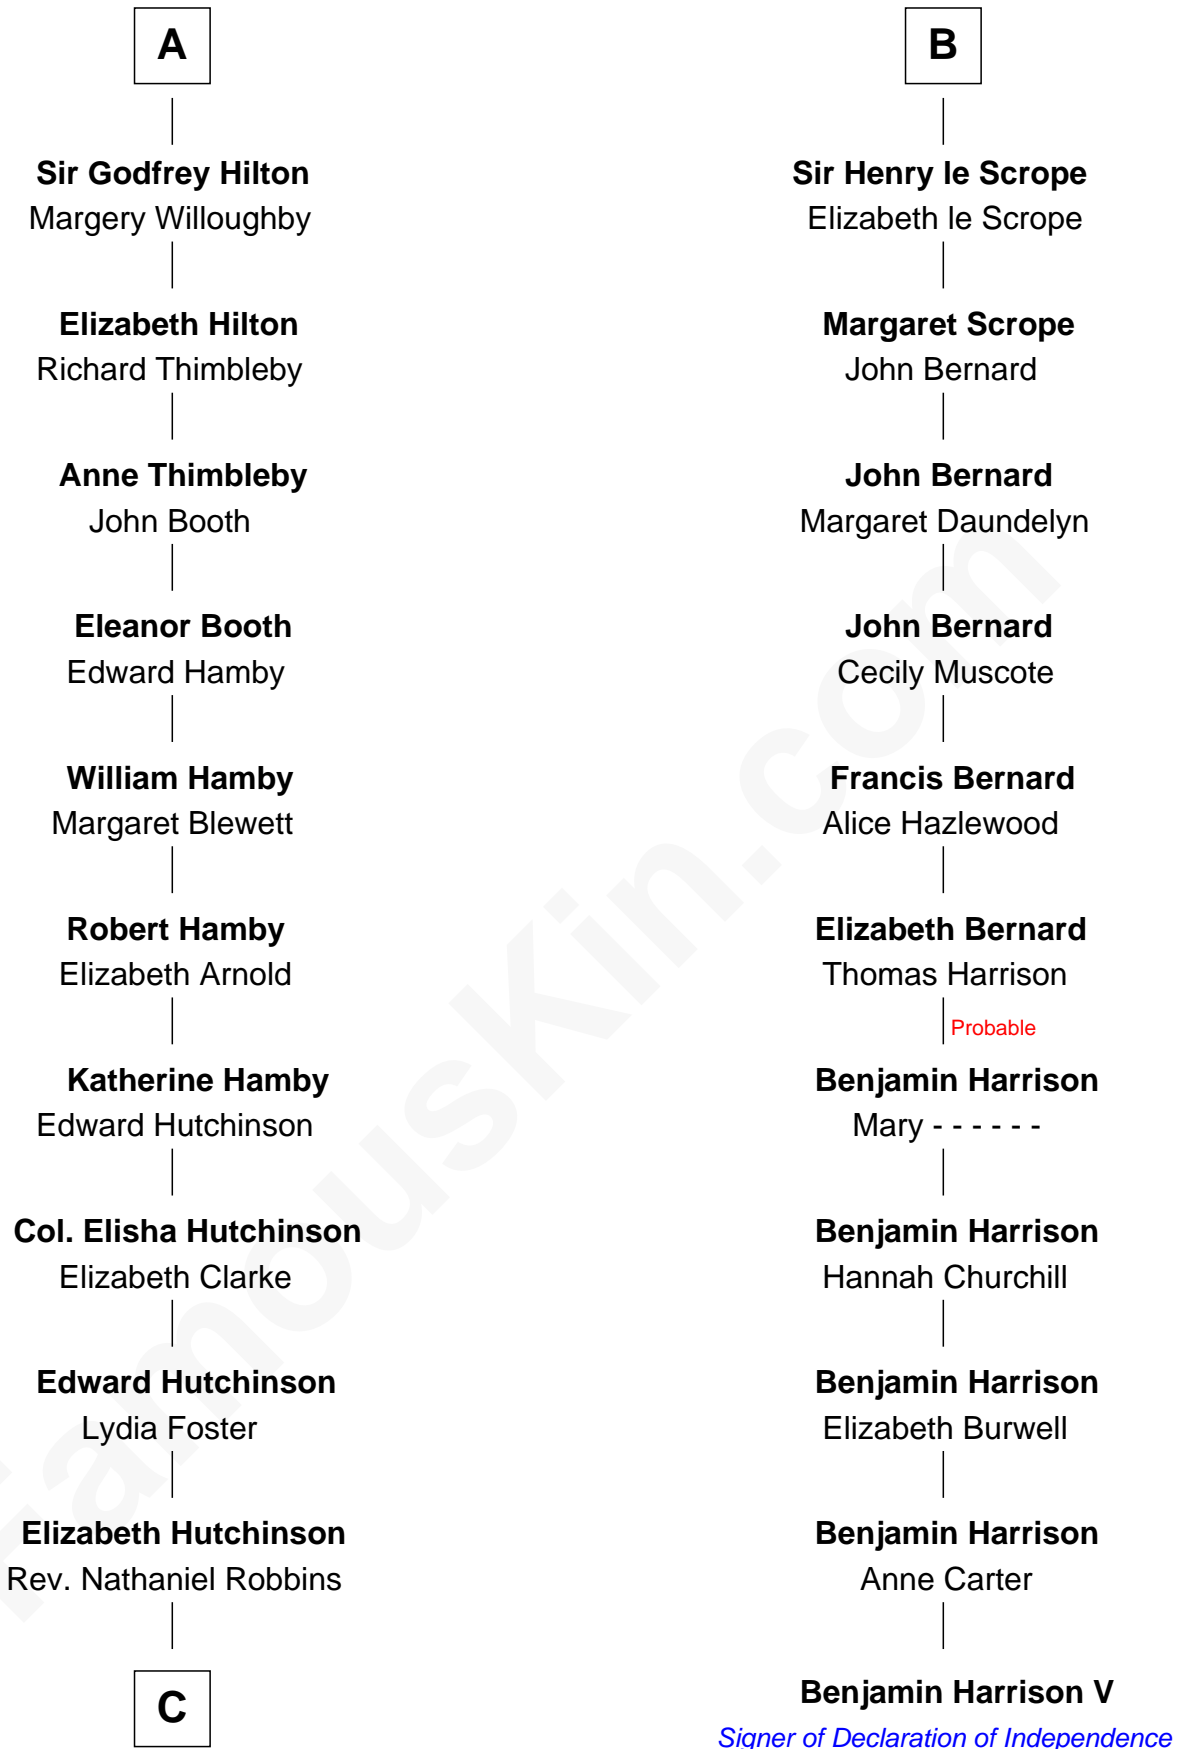 A
Sir Godfrey Hilton
Margery Willoughby
Elizabeth Hilton
Richard Thimbleby
Anne Thimbleby
John Booth
Eleanor Booth
Edward Hamby
William Hamby
Margaret Blewett
Robert Hamby
Elizabeth Arnold
Katherine Hamby
Edward Hutchinson
Col. Elisha Hutchinson
Elizabeth Clarke
Edward Hutchinson
Lydia Foster
Elizabeth Hutchinson
Rev. Nathaniel Robbins
C
B
Sir Henry le Scrope
Elizabeth le Scrope
Margaret Scrope
John Bernard
John Bernard
Margaret Daundelyn
John Bernard
Cecily Muscote
Francis Bernard
Alice Hazlewood
Elizabeth Bernard
Thomas Harrison
Probable
Benjamin Harrison
Mary - - - - - -
Benjamin Harrison
Hannah Churchill
Benjamin Harrison
Elizabeth Burwell
Benjamin Harrison
Anne Carter
Benjamin Harrison V
Signer of Declaration of Independence
FamousKin.com